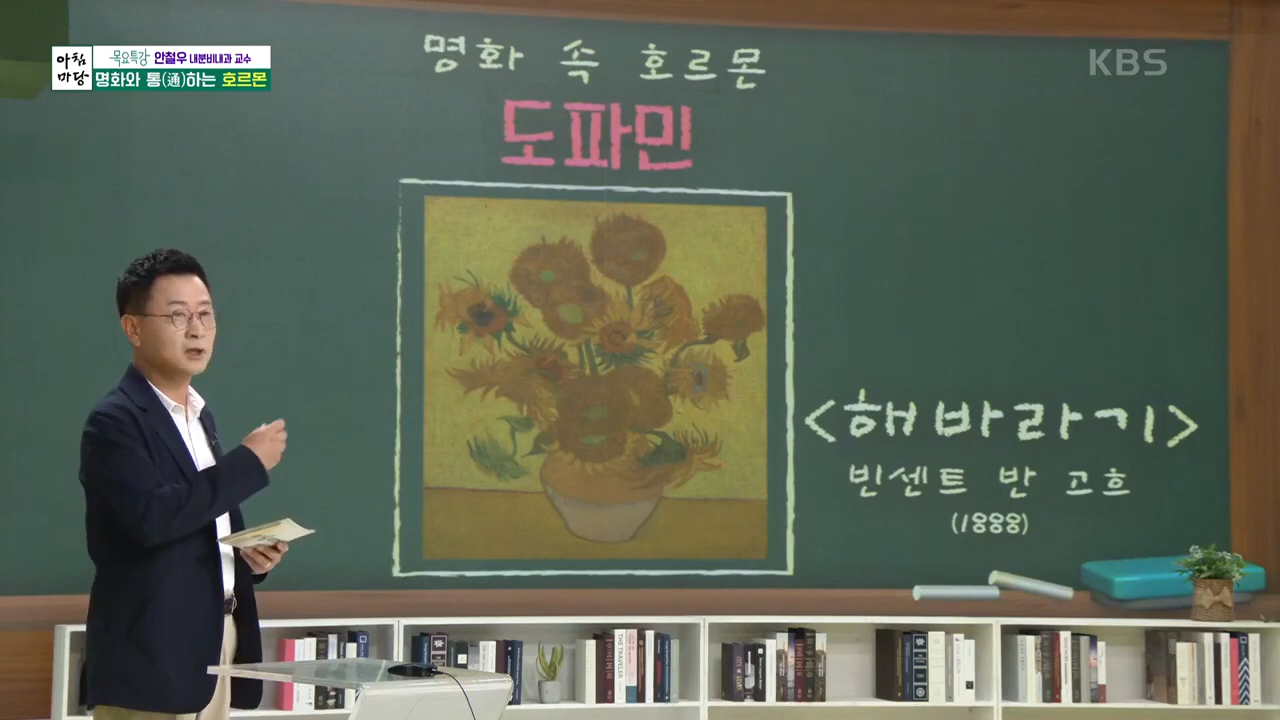 아침
마당
목요특강 안철우 내분비내과 교수
명화와 통(通)하는 호르몬
KBS
명화 속 호르몬
도파민
<해바라기>
빈센트 반 고흐
(1888)
THE TRAVELER